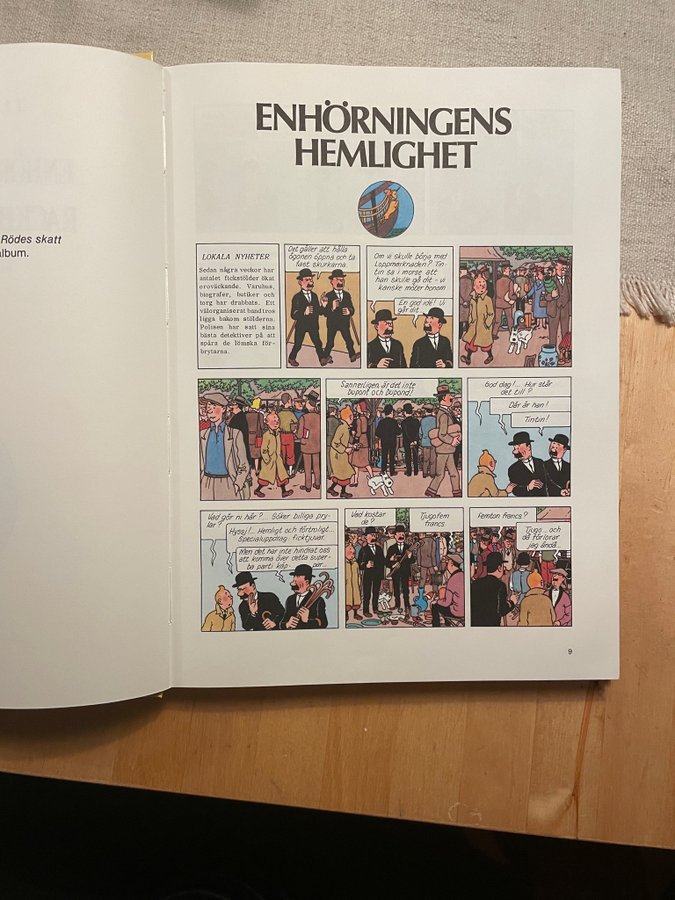 Rödes skatt
album.
ENHÖRNINGENS
HEMLIGHET
LOKALA NYHETER
Sedan några veckor har
antalet fickstölder ökat
oroväckande. Varuhus,
biografer, butiker och
torg har drabbats. Ett
välorganiserat band tros
ligga bakom stölderna.
Polisen har satt sina
bästa detektiver på att
spåra de lömska för-
brytarna.
Det gäller att hålla
ögonen öppna och ta
fast skurkarna.
Om vi skulle börja med
Loppmarknaden? Tin-
tin sa i morse att
han skulle gå dit - vi
kanske möter honom
En god idé! Vi
går dit.
Sannerligen, är det inte
Dupont och Dupond!
God dag!... Hur står
det till?
Där är han!
Tintin!
Vad gör ni här?... Söker billiga pry-
lar?
Hyssj!... Hemligt och förtroligt...
Specialuppdrag: ficktjuvar.
Men det har inte hindrat oss
att komma över detta super-
ba parti käp-
par...
Vad kostar
de?
Tjugofem
francs
Femton francs?
Tjugo... och
då förlorar
jag ändå...
9